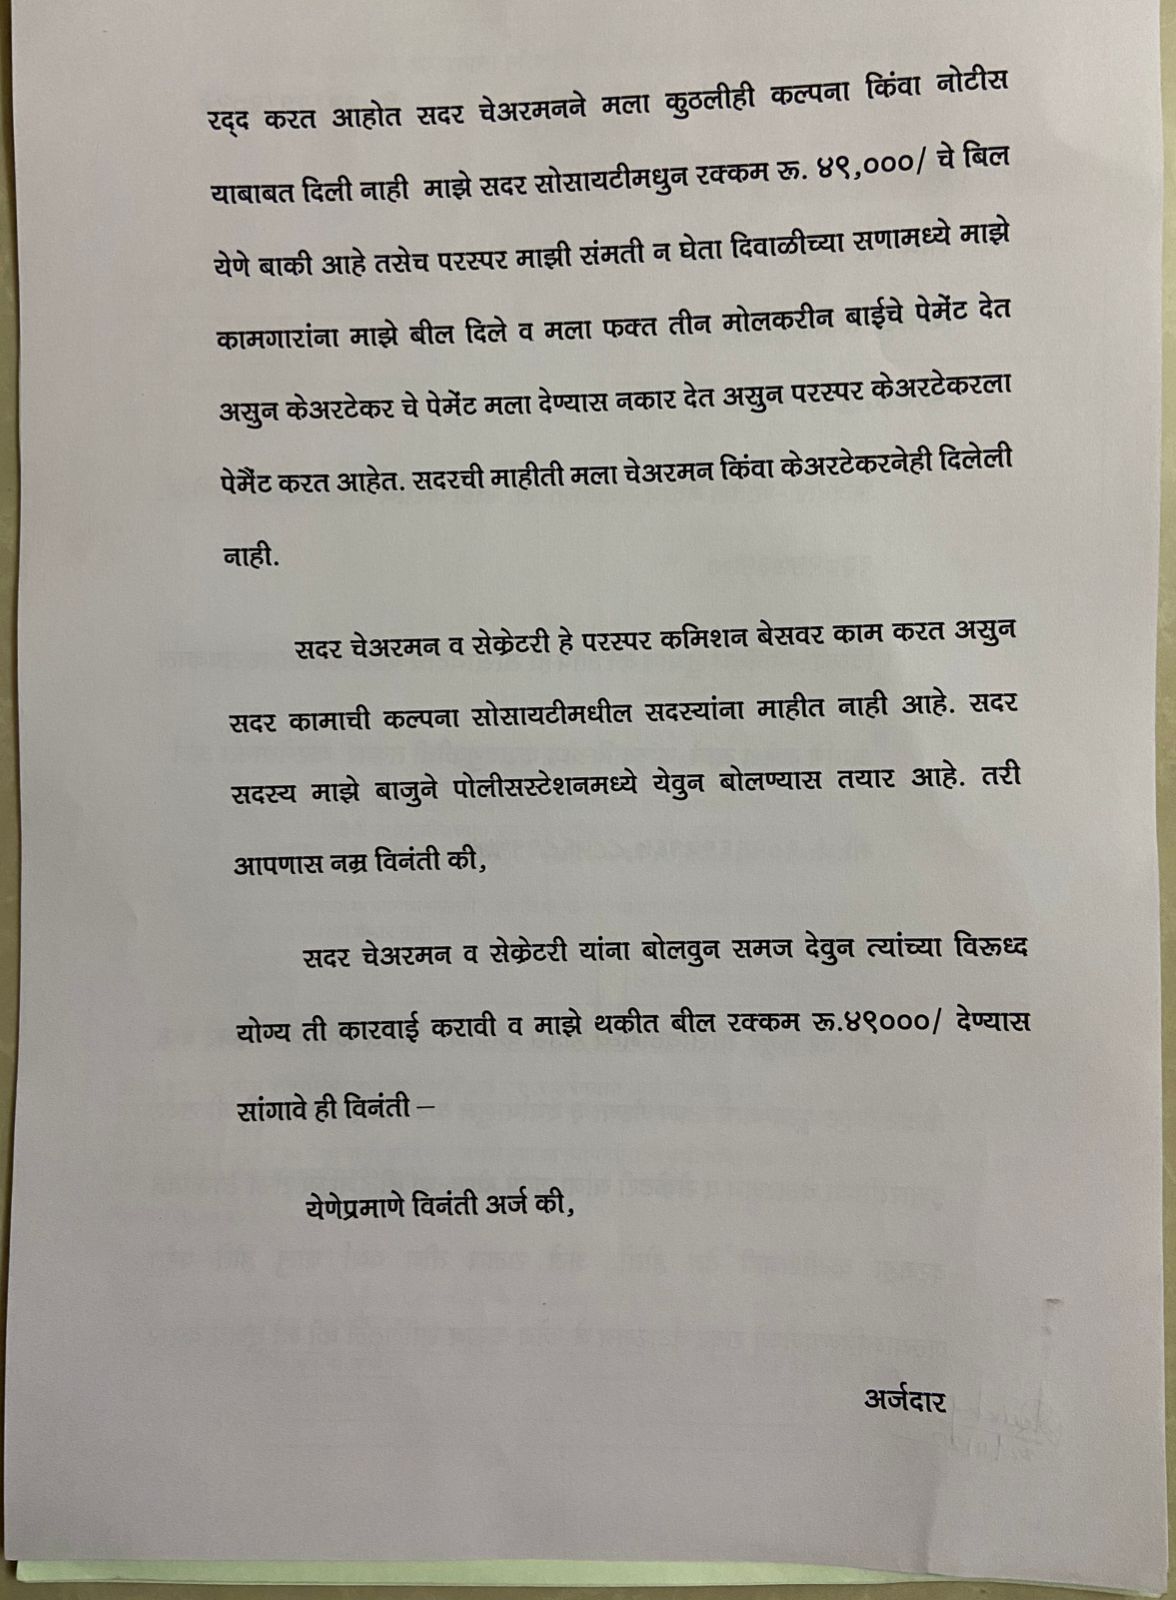 रद्द करत आहोत सदर चेअरमनने मला कुठलीही कल्पना किंवा नोटीस
याबाबत दिली नाही माझे सदर सोसायटीमधुन रक्कम रू. ४९,०००/ चे बिल
येणे बाकी आहे तसेच परस्पर माझी संमती न घेता दिवाळीच्या सणामध्ये माझे
कामगारांना माझे बील दिले व मला फक्त तीन मोलकरीन बाईचे पेमेंट देत
असुन केअरटेकर चे पेमेंट मला देण्यास नकार देत असुन परस्पर केअरटेकरला
पेमैंट करत आहेत. सदरची माहीती मला चेअरमन किंवा केअरटेकरनेही दिलेली
नाही.
सदर चेअरमन व सेक्रेटरी हे परस्पर कमिशन बेसवर काम करत असुन
सदर कामाची कल्पना सोसायटीमधील सदस्यांना माहीत नाही आहे. सदर
सदस्य माझे बाजुने पोलीसस्टेशनमध्ये येवुन बोलण्यास तयार आहे. तरी
आपणास नम्र विनंती की,
सदर चेअरमन व सेक्रेटरी यांना बोलवुन समज देवुन त्यांच्या विरूध्द
योग्य ती कारवाई करावी व माझे थकीत बील रक्कम रू.४९०००/ देण्यास
सांगावे ही विनंती –
येणेप्रमाणे विनंती अर्ज की,
अर्जदार